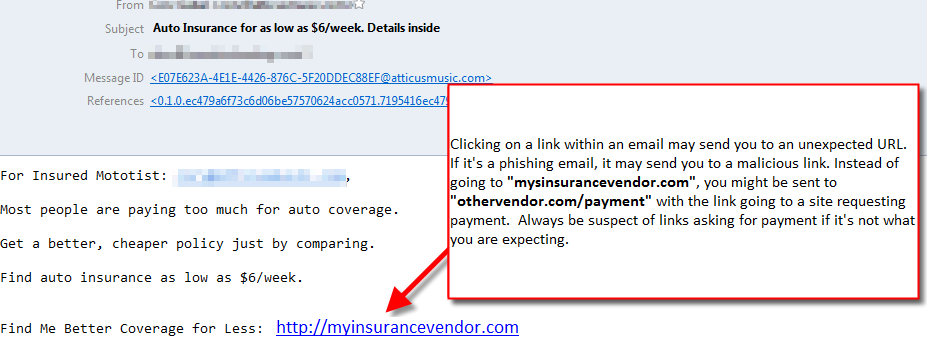 From
Subject Auto Insurance for as low as $6/week. Details inside
To
Message ID <E07E623A-4E1E-4426-876C-5F20DDEC88EF@atticusmusic.com>
References <0.1.0.ec479a6f73c6d06be57570624acc0571.7195416ec479
Clicking on a link within an email may send you to an unexpected URL.
If it's a phishing email, it may send you to a malicious link. Instead of
going to "mysinsurancevendor.com", you might be sent to
"othervendor.com/payment" with the link going to a site requesting
payment. Always be suspect of links asking for payment if it's not what
you are expecting.
For Insured Mototist: ,
Most people are paying too much for auto coverage.
Get a better, cheaper policy just by comparing.
Find auto insurance as low as $6/week.
Find Me Better Coverage for Less: http://myinsurancevendor.com